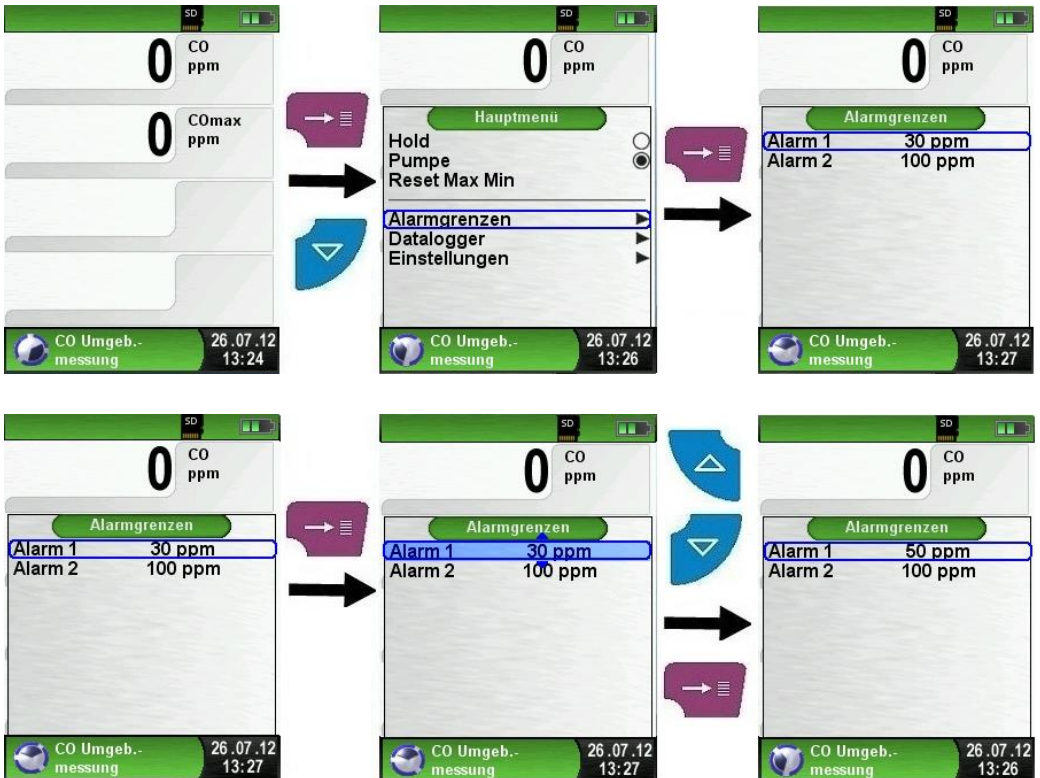 SD
0 CO
ppm
0 COmax
ppm
CO Umgeb.-
messung
26.07.12
13:24
SD
0 CO
ppm
Hauptmenü
Hold
Pumpe
Reset Max Min
Alarmgrenzen
Datalogger
Einstellungen
CO Umgeb.-
messung
26.07.12
13:26
SD
0 CO
ppm
Alarmgrenzen
Alarm 1 30 ppm
Alarm 2 100 ppm
CO Umgeb.-
messung
26.07.12
13:27
SD
0 CO
ppm
Alarmgrenzen
Alarm 1 30 ppm
Alarm 2 100 ppm
CO Umgeb.-
messung
26.07.12
13:27
SD
0 CO
ppm
Alarmgrenzen
Alarm 1 30 ppm
Alarm 2 100 ppm
CO Umgeb.-
messung
26.07.12
13:27
SD
0 CO
ppm
Alarmgrenzen
Alarm 1 50 ppm
Alarm 2 100 ppm
CO Umgeb.-
messung
26.07.12
13:26